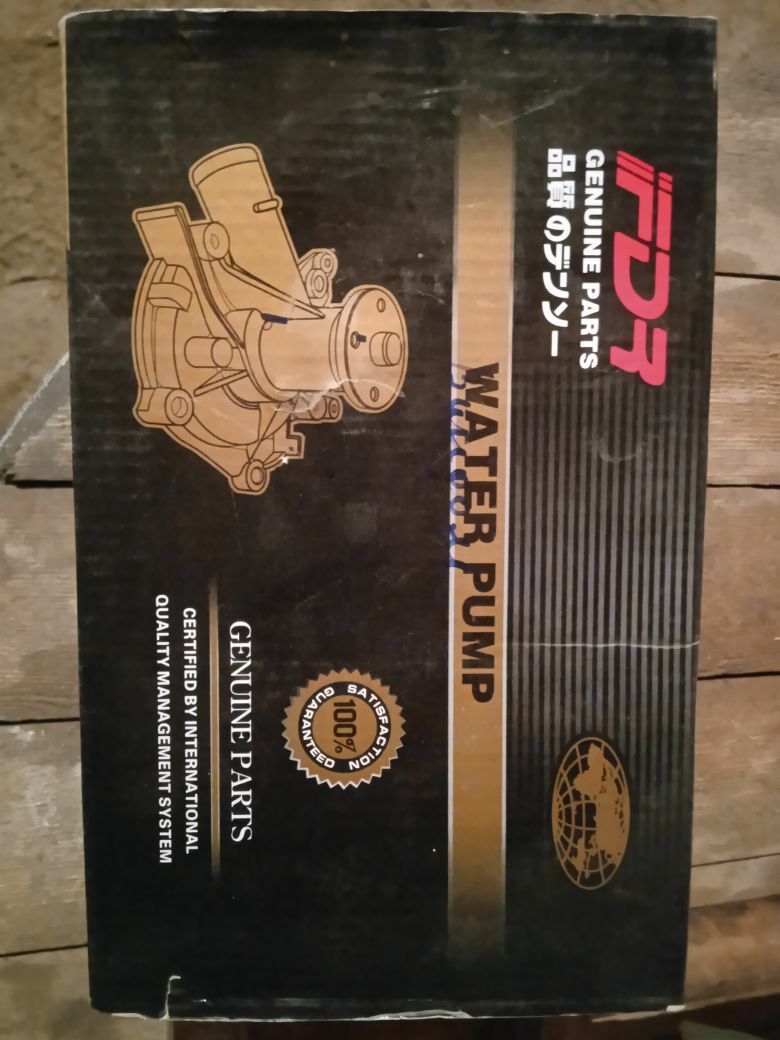 FDR
GENUINE PARTS
品質のデンソー
WATER PUMP
SATISFACTION
100%
GUARANTEED
GENUINE PARTS
CERTIFIED BY INTERNATIONAL
QUALITY MANAGEMENT SYSTEM